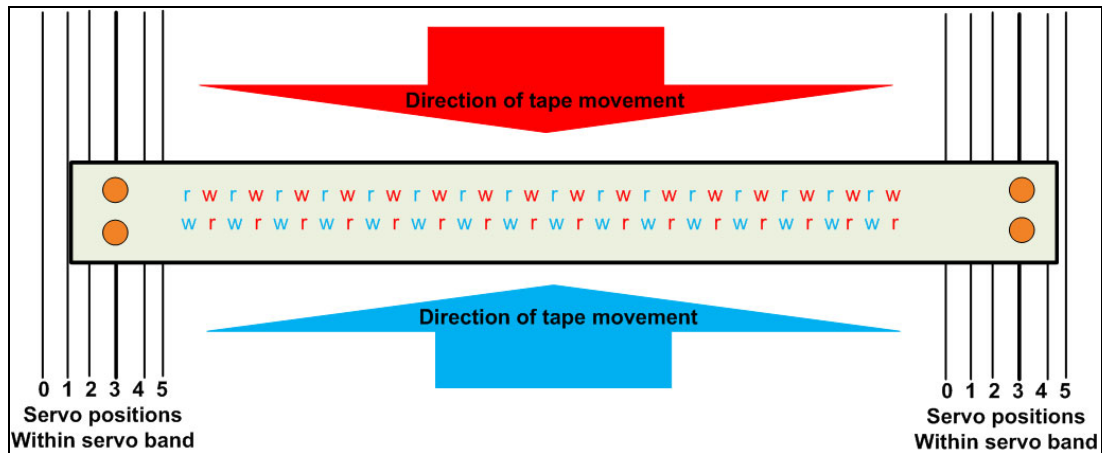 Direction of tape movement
r w r w r w r w r w r w r w r w r w r w r w r w r w r w r w r w
w r w r w r w r w r w r w r w r w r w r w r w r w r w r w r w r
Direction of tape movement
0 1 2 3 4 5
Servo positions
Within servo band
0 1 2 3 4 5
Servo positions
Within servo band